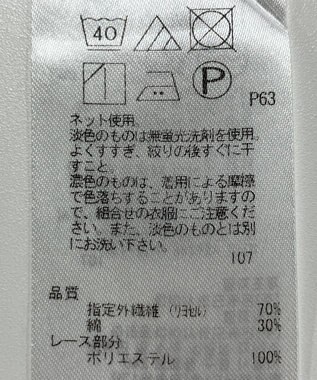 40
P
P63
ネット使用。
淡色のものは無蛍光洗剤を使用。
よくすすぎ、絞りの後すぐに干
すこと。
濃色のものは、着用による摩擦
で色落ちすることがありますの
で、組合せの衣服にご注意くだ
さい。また、淡色のものとは別
にお洗い下さい。
107
品質
指定外繊維 (リヨセル) 70%
綿 30%
レース部分
ポリエステル 100%